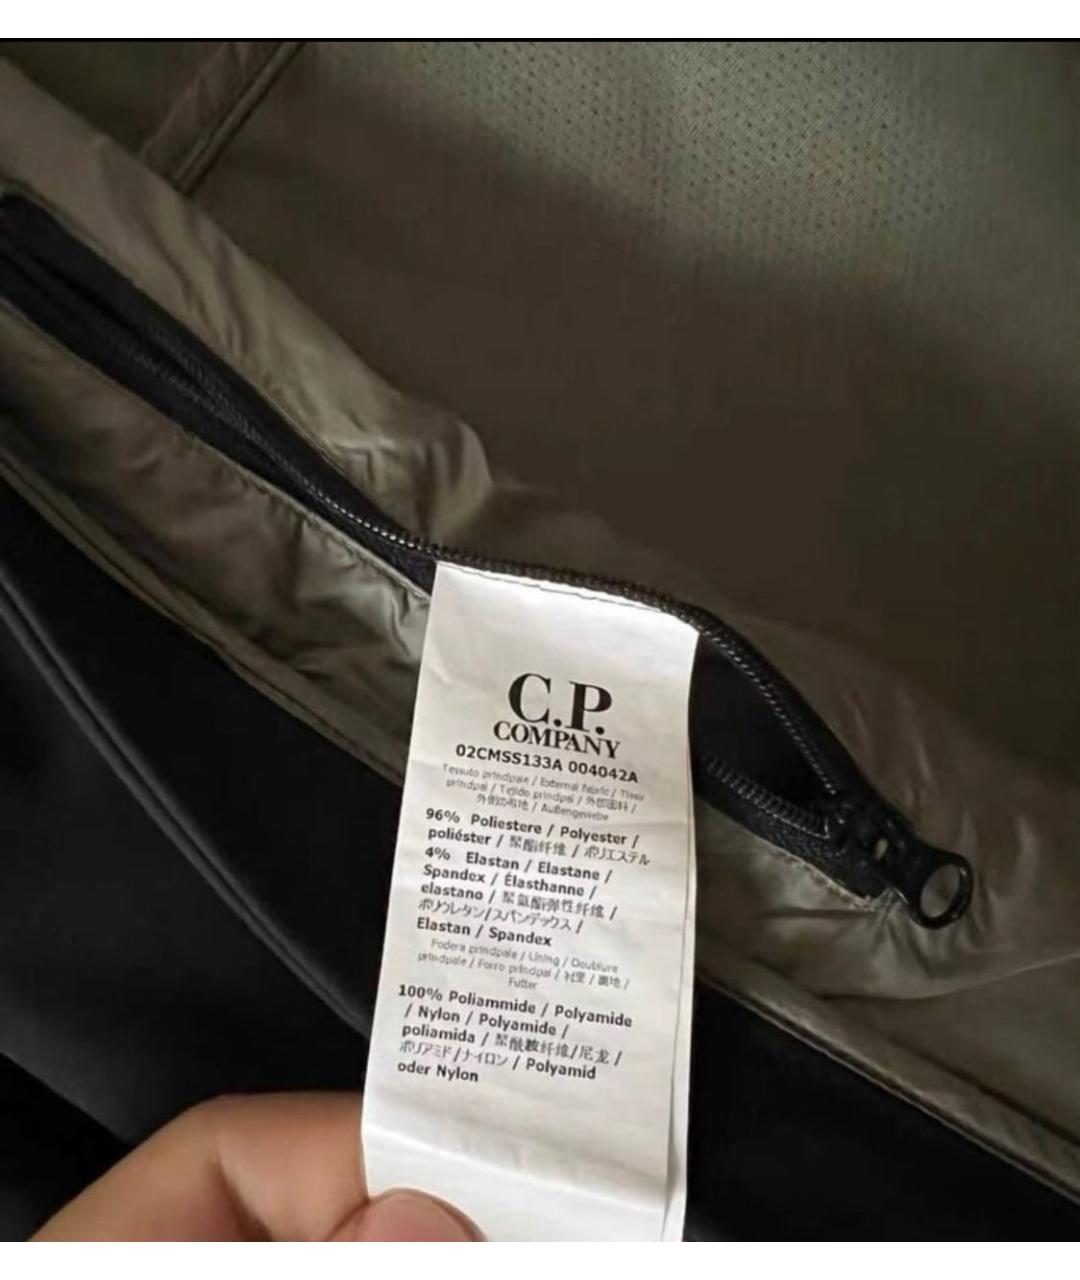 C.P.
COMPANY
02CMSS133A 004042A
Tessuto principale / External fabric / Tissu
principal / Tejido principal / 外部面料 /
外側の布地 / Außengewebe
96% Poliestere / Polyester /
poliéster / 聚酯纤维 / ポリエステル
4% Elastan / Elastane /
Spandex / Élasthanne /
elastano / 聚氨酯弹性纤维 /
ポリウレタン/スパンデックス /
Elastan / Spandex
Fodera principale / Lining / Doublure
principale / Forro principal / 衬里 / 裏地 /
Futter
100% Poliammide / Polyamide
/ Nylon / Polyamide /
poliamida / 聚酰胺纤维/尼龙 /
ポリアミド/ナイロン / Polyamid
oder Nylon